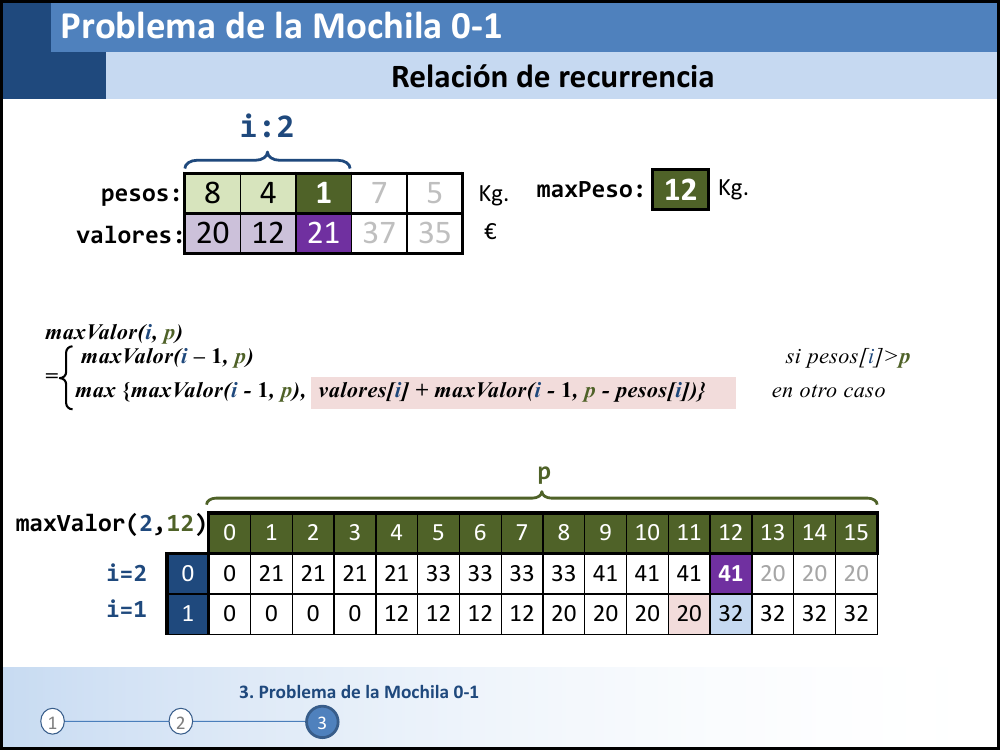 Problema de la Mochila 0-1
Relación de recurrencia
i:2
pesos: 8 4 1 7 5 Kg. maxPeso: 12 Kg.
valores: 20 12 21 37 35 €
maxValor(i, p)
= { maxValor(i – 1, p) si pesos[i]>p
max {maxValor(i - 1, p), valores[i] + maxValor(i - 1, p - pesos[i])} en otro caso
p
maxValor(2,12) 0 1 2 3 4 5 6 7 8 9 10 11 12 13 14 15
i=2 0 0 21 21 21 21 33 33 33 33 41 41 41 41 20 20 20
i=1 1 0 0 0 0 12 12 12 12 20 20 20 20 32 32 32 32
3. Problema de la Mochila 0-1
1 2 3